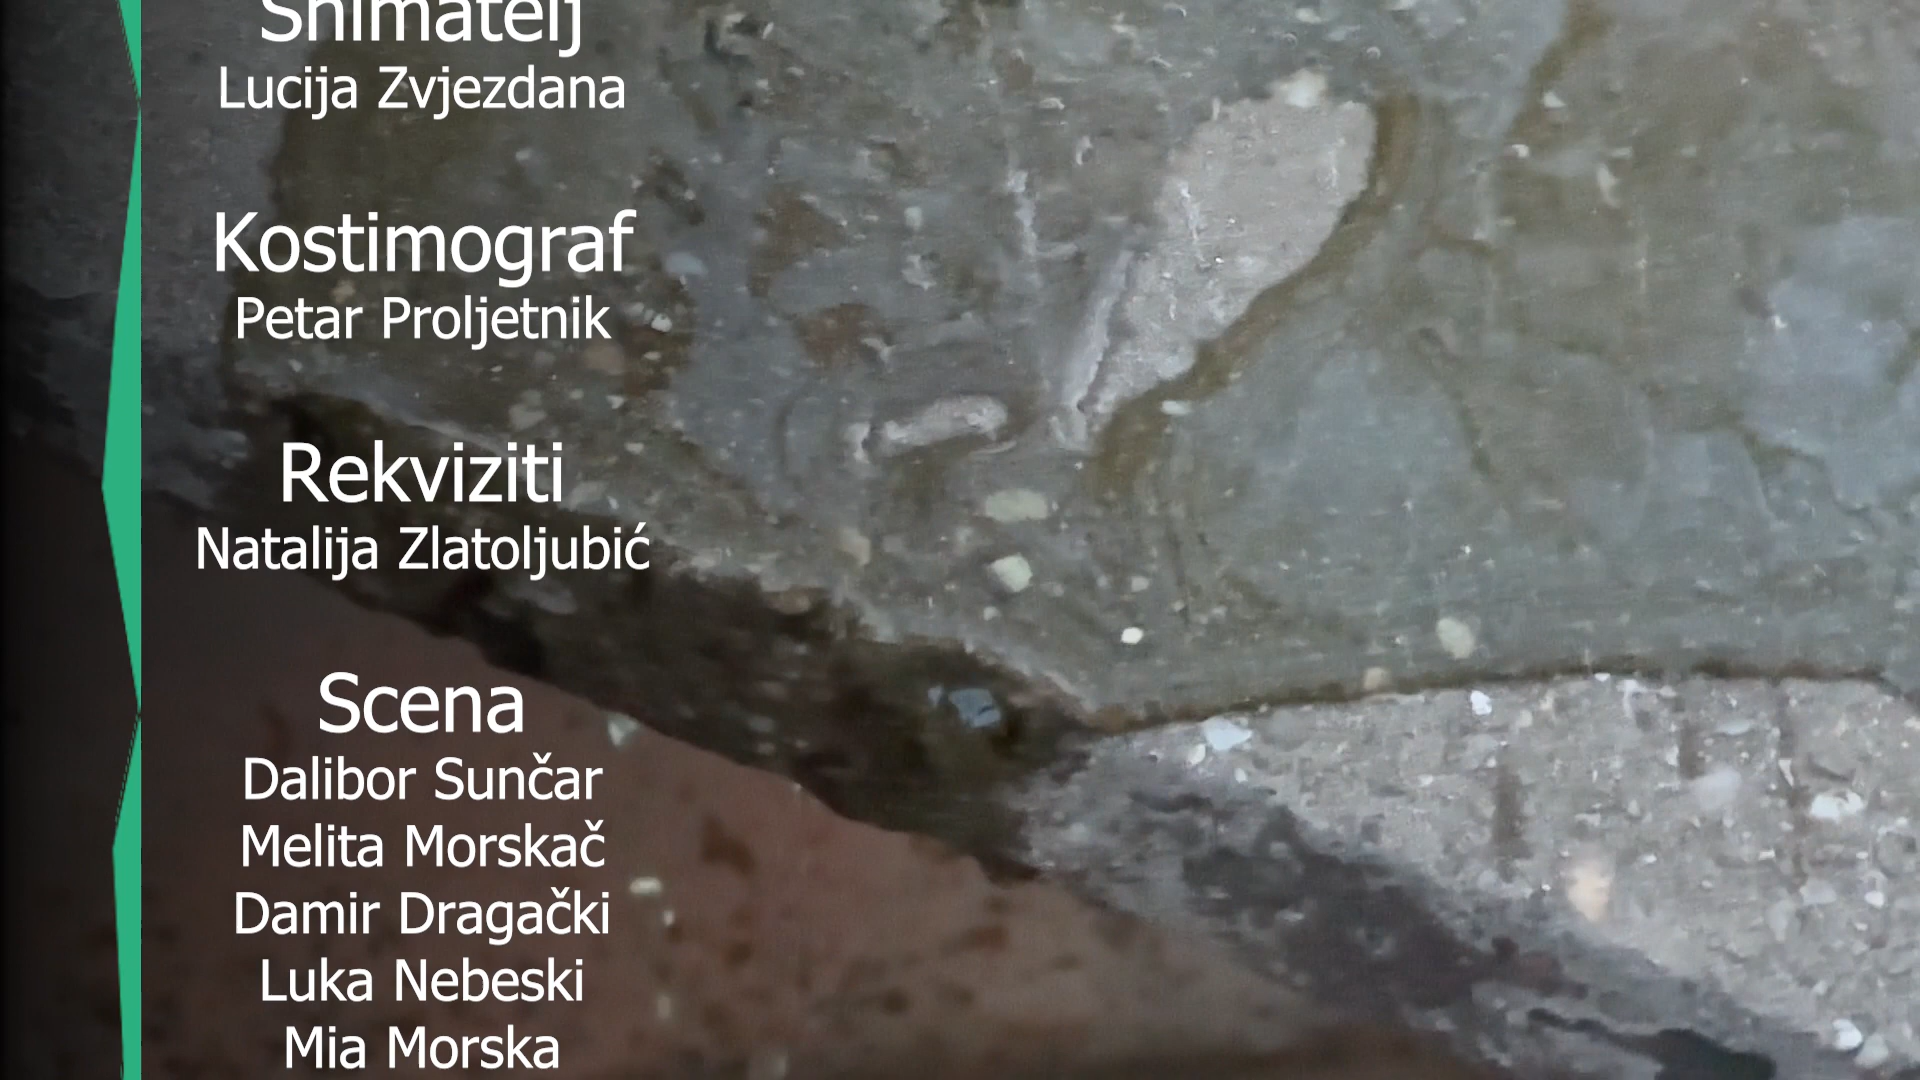 Snimatelj
Lucija Zvjezdana
Kostimograf
Petar Proljetnik
Rekviziti
Natalija Zlatoljubić
Scena
Dalibor Sunčar
Melita Morskač
Damir Dragački
Luka Nebeski
Mia Morska